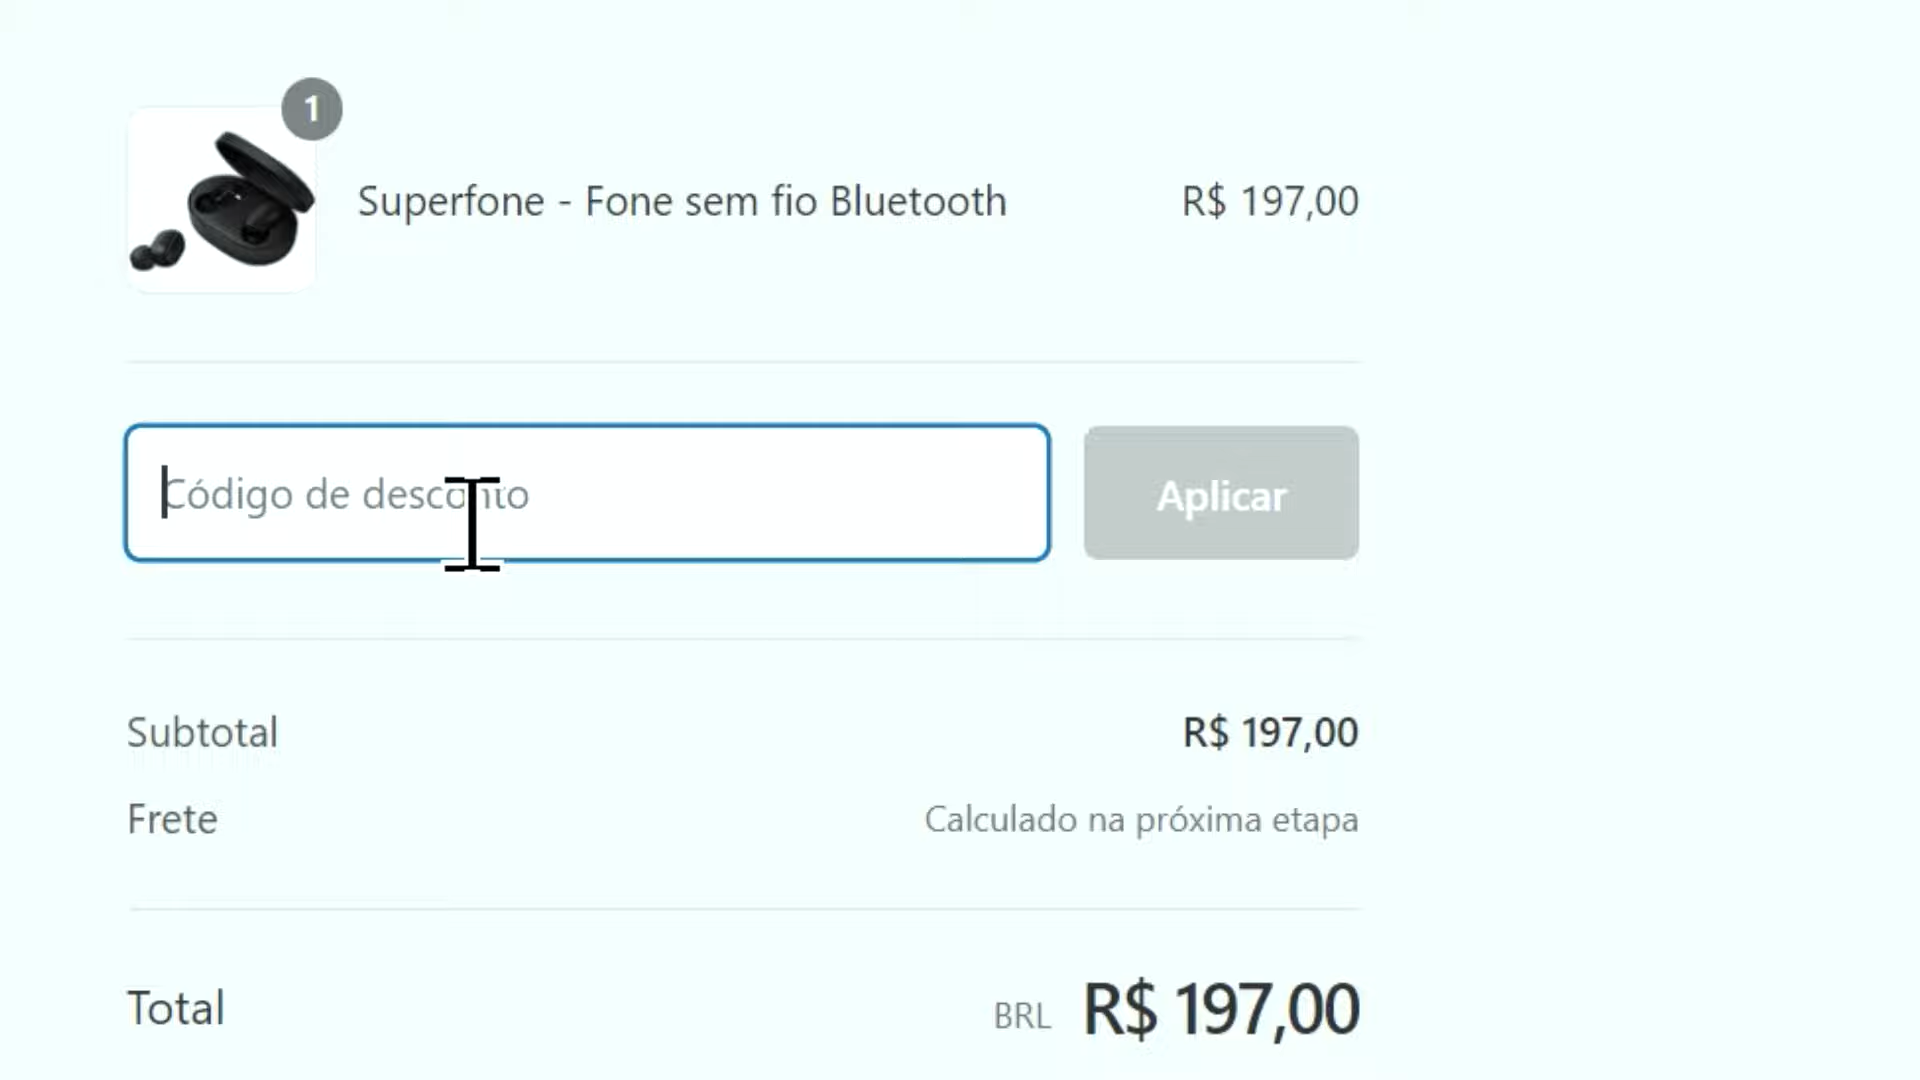 1
Superfone - Fone sem fio Bluetooth R$ 197,00
Código de desconto Aplicar
Subtotal R$ 197,00
Frete Calculado na próxima etapa
Total BRL R$ 197,00